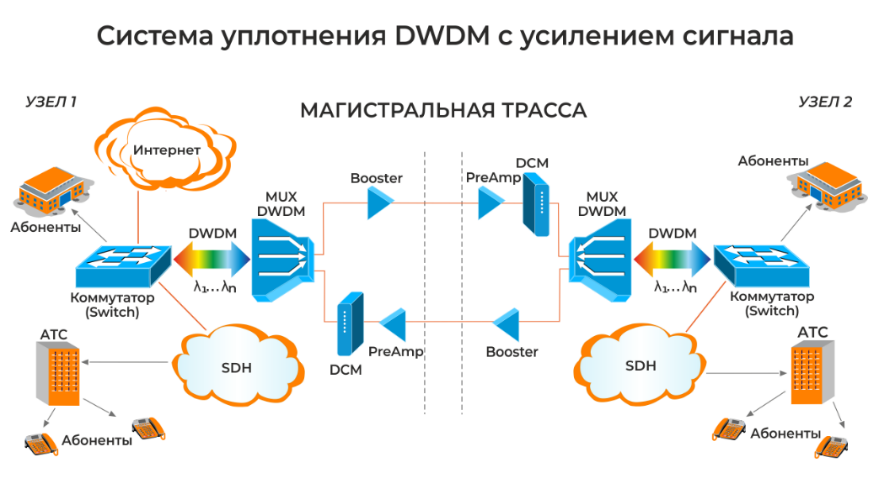 Система уплотнения DWDM с усилением сигнала
УЗЕЛ 1
УЗЕЛ 2
МАГИСТРАЛЬНАЯ ТРАССА
Интернет
Абоненты
Коммутатор
(Switch)
DWDM
λ₁...λn
MUX
DWDM
Booster
PreAmp
DCM
MUX
DWDM
DWDM
λ₁...λn
Абоненты
Коммутатор
(Switch)
DCM
PreAmp
Booster
АТС
SDH
Абоненты
SDH
АТС
Абоненты